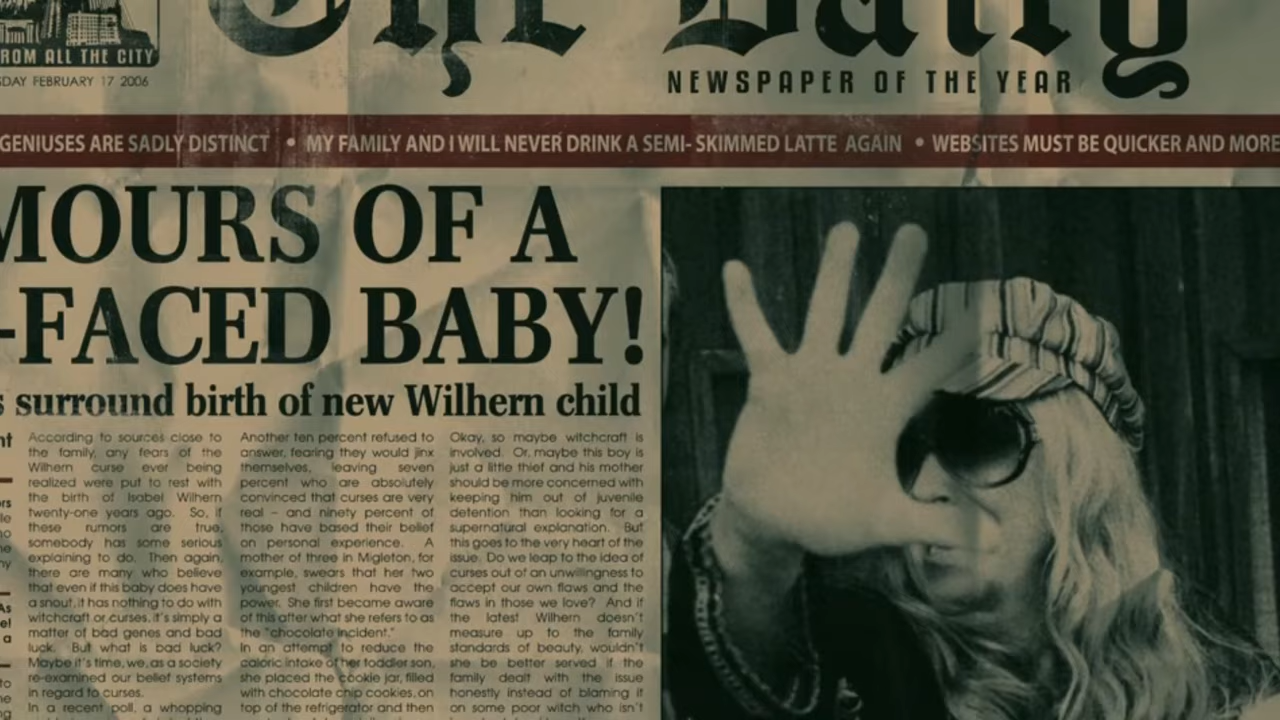 The Daily
FROM ALL THE CITY
SDAY FEBRUARY 17 2006
NEWSPAPER OF THE YEAR
GENIUSES ARE SADLY DISTINCT • MY FAMILY AND I WILL NEVER DRINK A SEMI- SKIMMED LATTE AGAIN • WEBSITES MUST BE QUICKER AND MORE
MOURS OF A
-FACED BABY!
s surround birth of new Wilhern child
According to sources close to
the family, any fears of the
Wilhern curse ever being
realized were put to rest with
the birth of Isabel Wilhern
twenty-one years ago. So, if
these rumors are true,
somebody has some serious
explaining to do. Then again,
there are many who believe
that even if this baby does have
a snout, it has nothing to do with
witchcraft or curses, it's simply a
matter of bad genes and bad
luck. But what is bad luck?
Maybe it's time, we, as a society
re-examined our belief systems
in regard to curses.
In a recent poll, a whopping
Another ten percent refused to
answer, fearing they would jinx
themselves, leaving seven
percent who are absolutely
convinced that curses are very
real – and ninety percent of
those have based their belief
on personal experience. A
mother of three in Migleton, for
example, swears that her two
youngest children have the
power. She first became aware
of this after what she refers to as
the "chocolate incident."
In an attempt to reduce the
caloric intake of her toddler son,
she placed the cookie jar, filled
with chocolate chip cookies, on
top of the refrigerator and then
Okay, so maybe witchcraft is
involved. Or, maybe this boy is
just a little thief and his mother
should be more concerned with
keeping him out of juvenile
detention than looking for a
supernatural explanation. But
this goes to the very heart of the
issue. Do we leap to the idea of
curses out of an unwillingness to
accept our own flaws and the
flaws in those we love? And if
the latest Wilhern doesn't
measure up to the family
standards of beauty, wouldn't
she be better served if the
family dealt with the issue
honestly instead of blaming it
on some poor witch who isn't